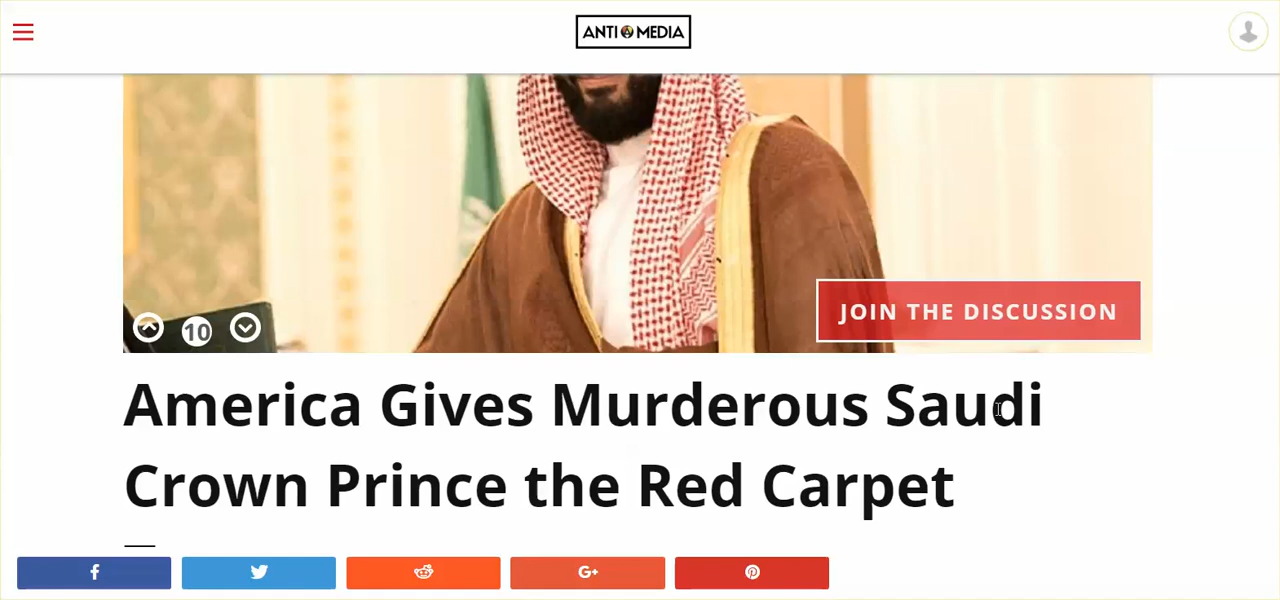 ANTI MEDIA
10
JOIN THE DISCUSSION
America Gives Murderous Saudi
Crown Prince the Red Carpet
G+